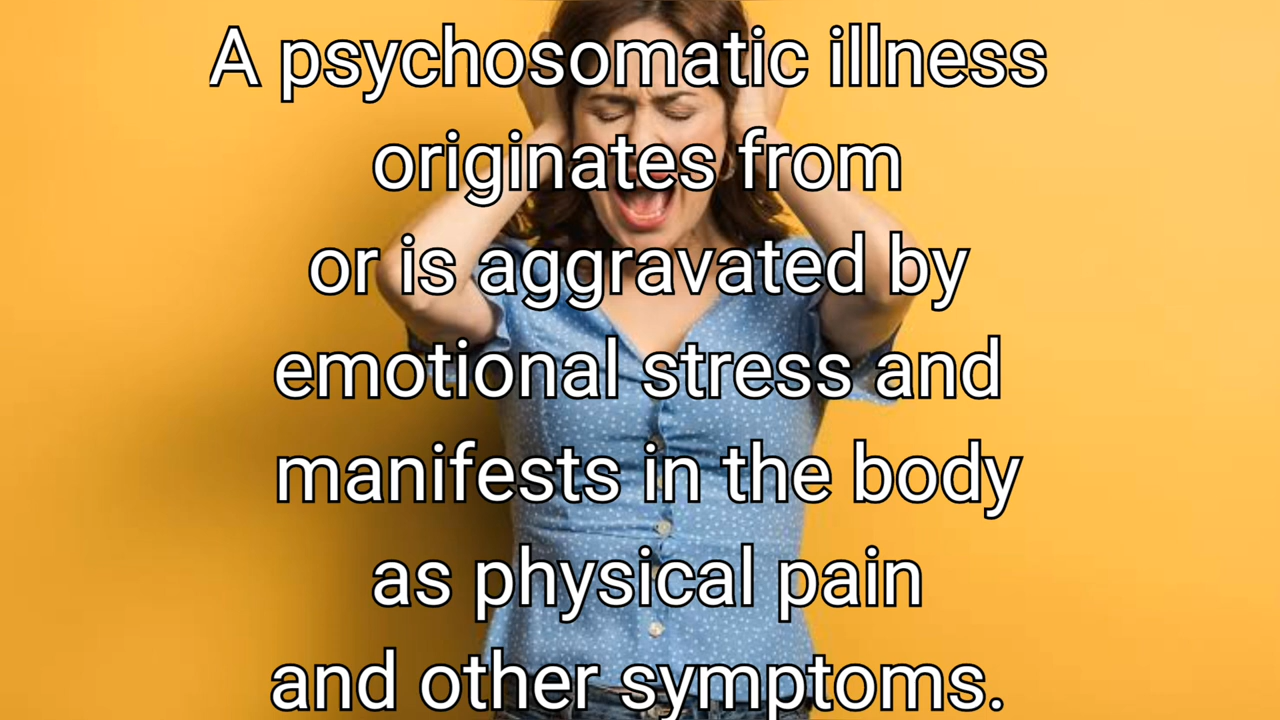 A psychosomatic illness
originates from
or is aggravated by
emotional stress and
manifests in the body
as physical pain
and other symptoms.